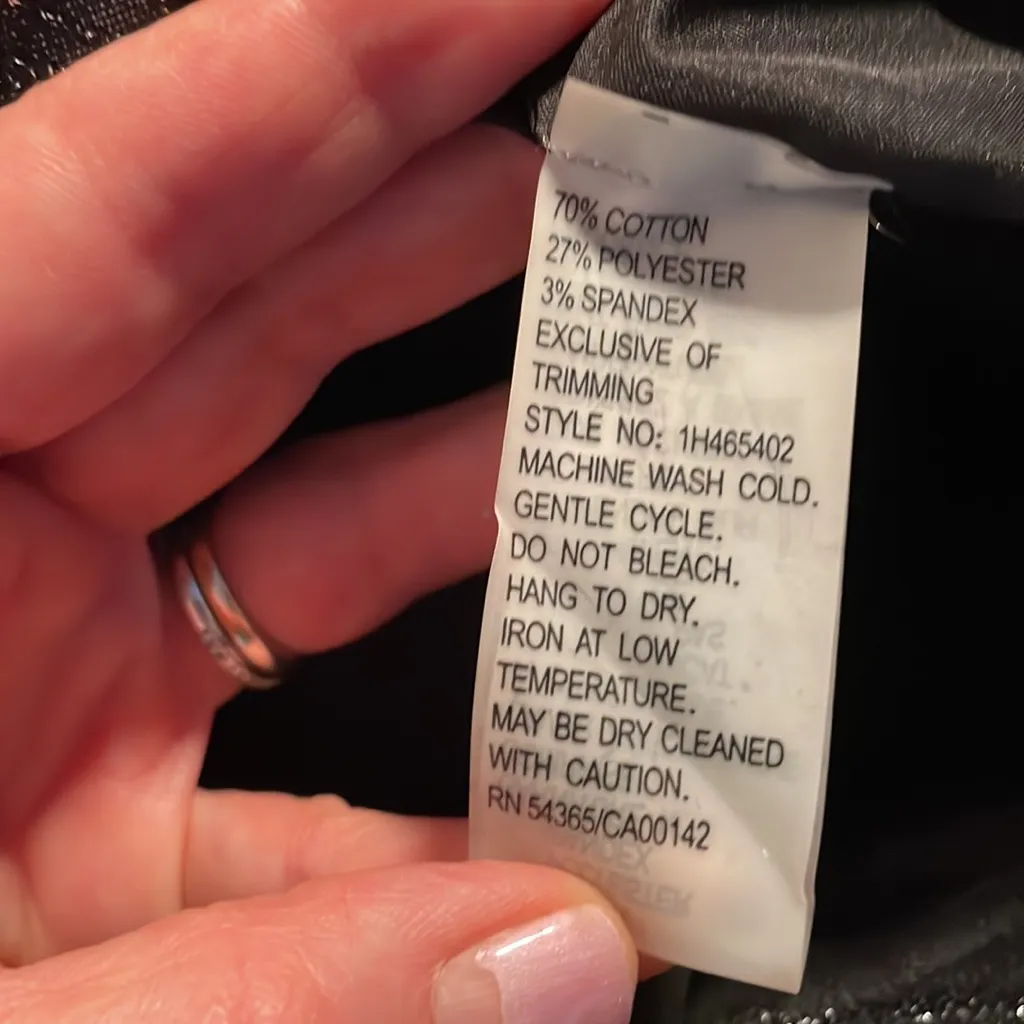 70% COTTON
27% POLYESTER
3% SPANDEX
EXCLUSIVE OF
TRIMMING
STYLE NO: 1H465402
MACHINE WASH COLD.
GENTLE CYCLE.
DO NOT BLEACH.
HANG TO DRY.
IRON AT LOW
TEMPERATURE.
MAY BE DRY CLEANED
WITH CAUTION.
RN 54365/CA00142